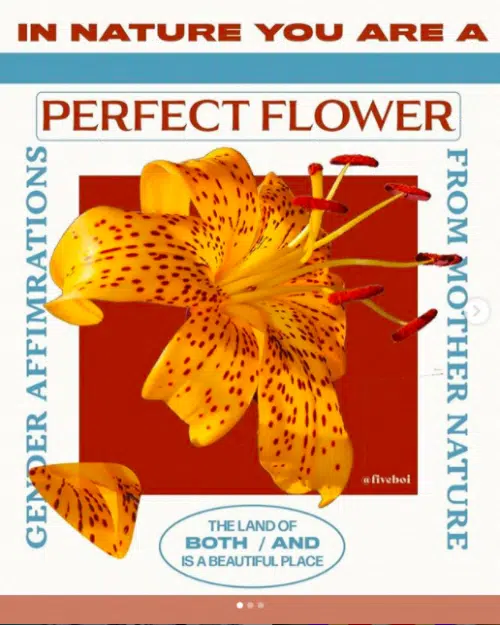 IN NATURE YOU ARE A
PERFECT FLOWER
GENDER AFFIMRATIONS
FROM MOTHER NATURE
@fiveboi
THE LAND OF
BOTH / AND
IS A BEAUTIFUL PLACE